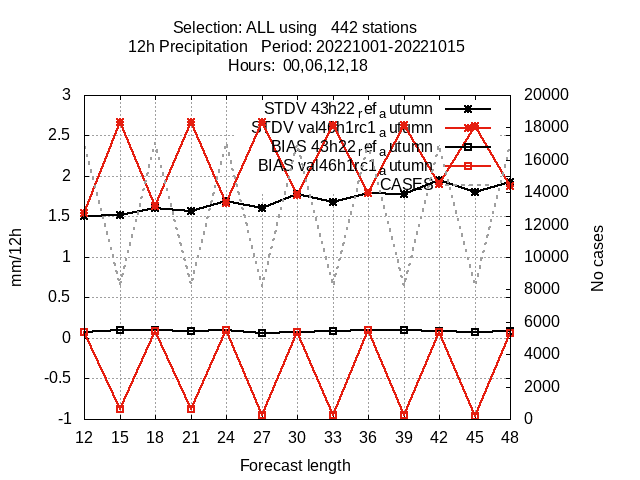 Selection: ALL using   442 stations
12h Precipitation   Period: 20221001-20221015
Hours:  00,06,12,18
STDV 43h22ref_autumn
STDV val46h1rc1_autumn
BIAS 43h22ref_autumn
BIAS val46h1rc1_autumn
CASES
3
2.5
2
1.5
1
0.5
0
-0.5
-1
mm/12h
20000
18000
16000
14000
12000
10000
8000
6000
4000
2000
0
No cases
12 15 18 21 24 27 30 33 36 39 42 45 48
Forecast length